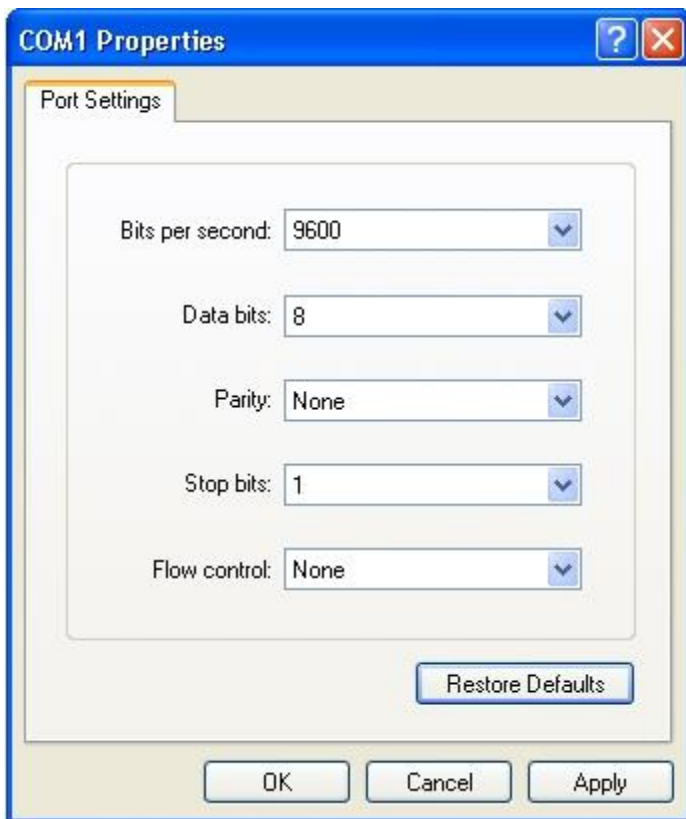 COM1 Properties
Port Settings
Bits per second: 9600
Data bits: 8
Parity: None
Stop bits: 1
Flow control: None
Restore Defaults
OK Cancel Apply